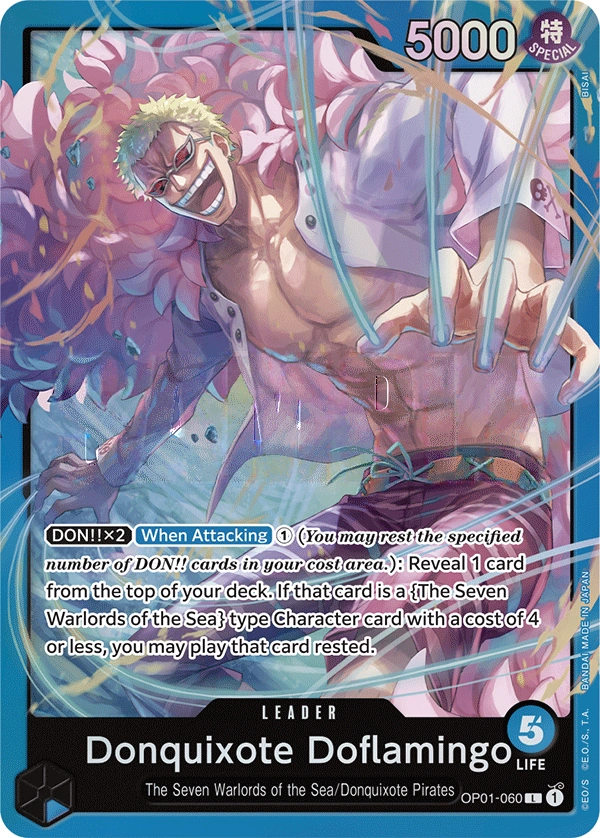 5000
特
SPECIAL
BISAI
DON!!×2 When Attacking ① (You may rest the specified
number of DON!! cards in your cost area.): Reveal 1 card
from the top of your deck. If that card is a {The Seven
Warlords of the Sea} type Character card with a cost of 4
or less, you may play that card rested.
LEADER
Donquixote Doflamingo
5
LIFE
The Seven Warlords of the Sea/Donquixote Pirates
OP01-060 L 1
©E.O/S ©E.O./S., T.A. BANDAI MADE IN JAPAN